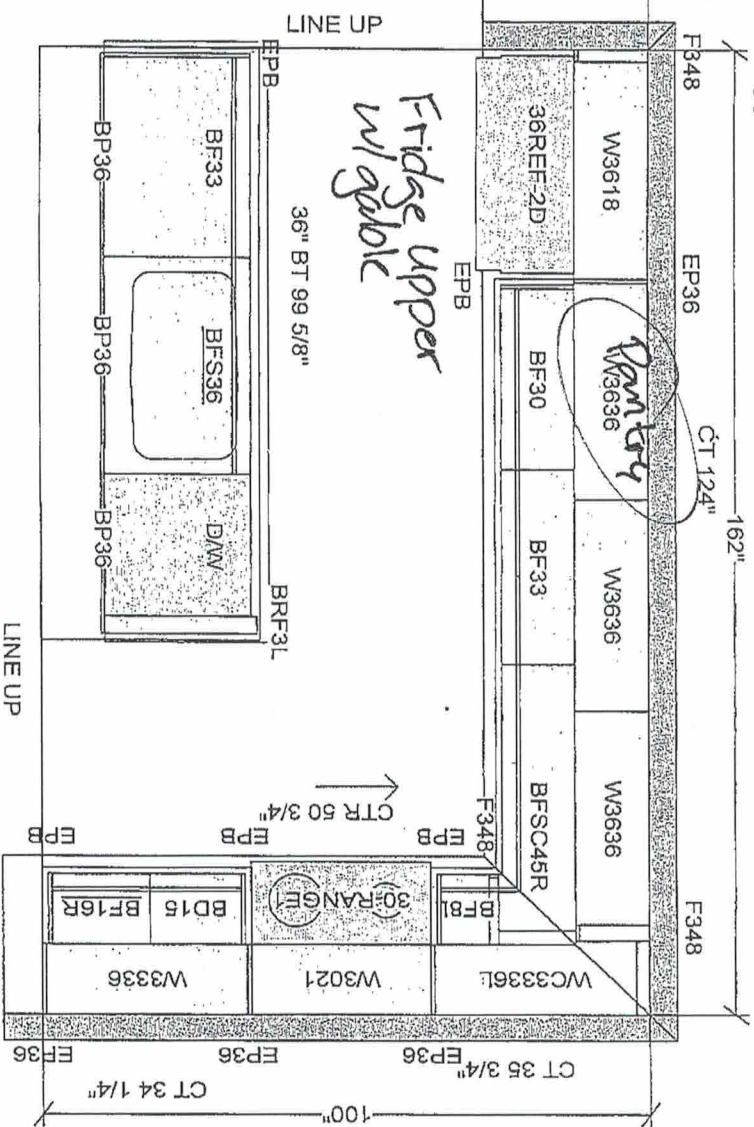 LINE UP
F348
W3618
36REF-2D
EP36
EPB
Fridge upper
w/ gable
EPB
BF33
BP36
36" BT 99 5/8"
162"
CT 124"
Pantry
W3636
BF30
BFS36
BP36
W3636
BF33
D/W
BP36
BRF3L
W3636
BFSC45R
F348
CTR 50 3/4"
F348
LINE UP
EPB
EPB
EPB
BF16R
BD15
30-RANGE1
BF8L
W3336
W3021
WC3336L
EP36
EP36
EP36
CT 34 1/4"
CT 35 3/4"
100"